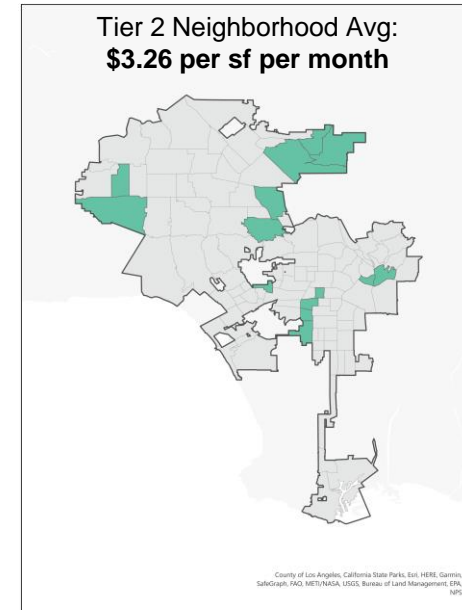 Tier 2 Neighborhood Avg:
$3.26 per sf per month
County of Los Angeles, California State Parks, Esri, HERE, Garmin,
SafeGraph, FAO, METI/NASA, USGS, Bureau of Land Management, EPA,
NPS